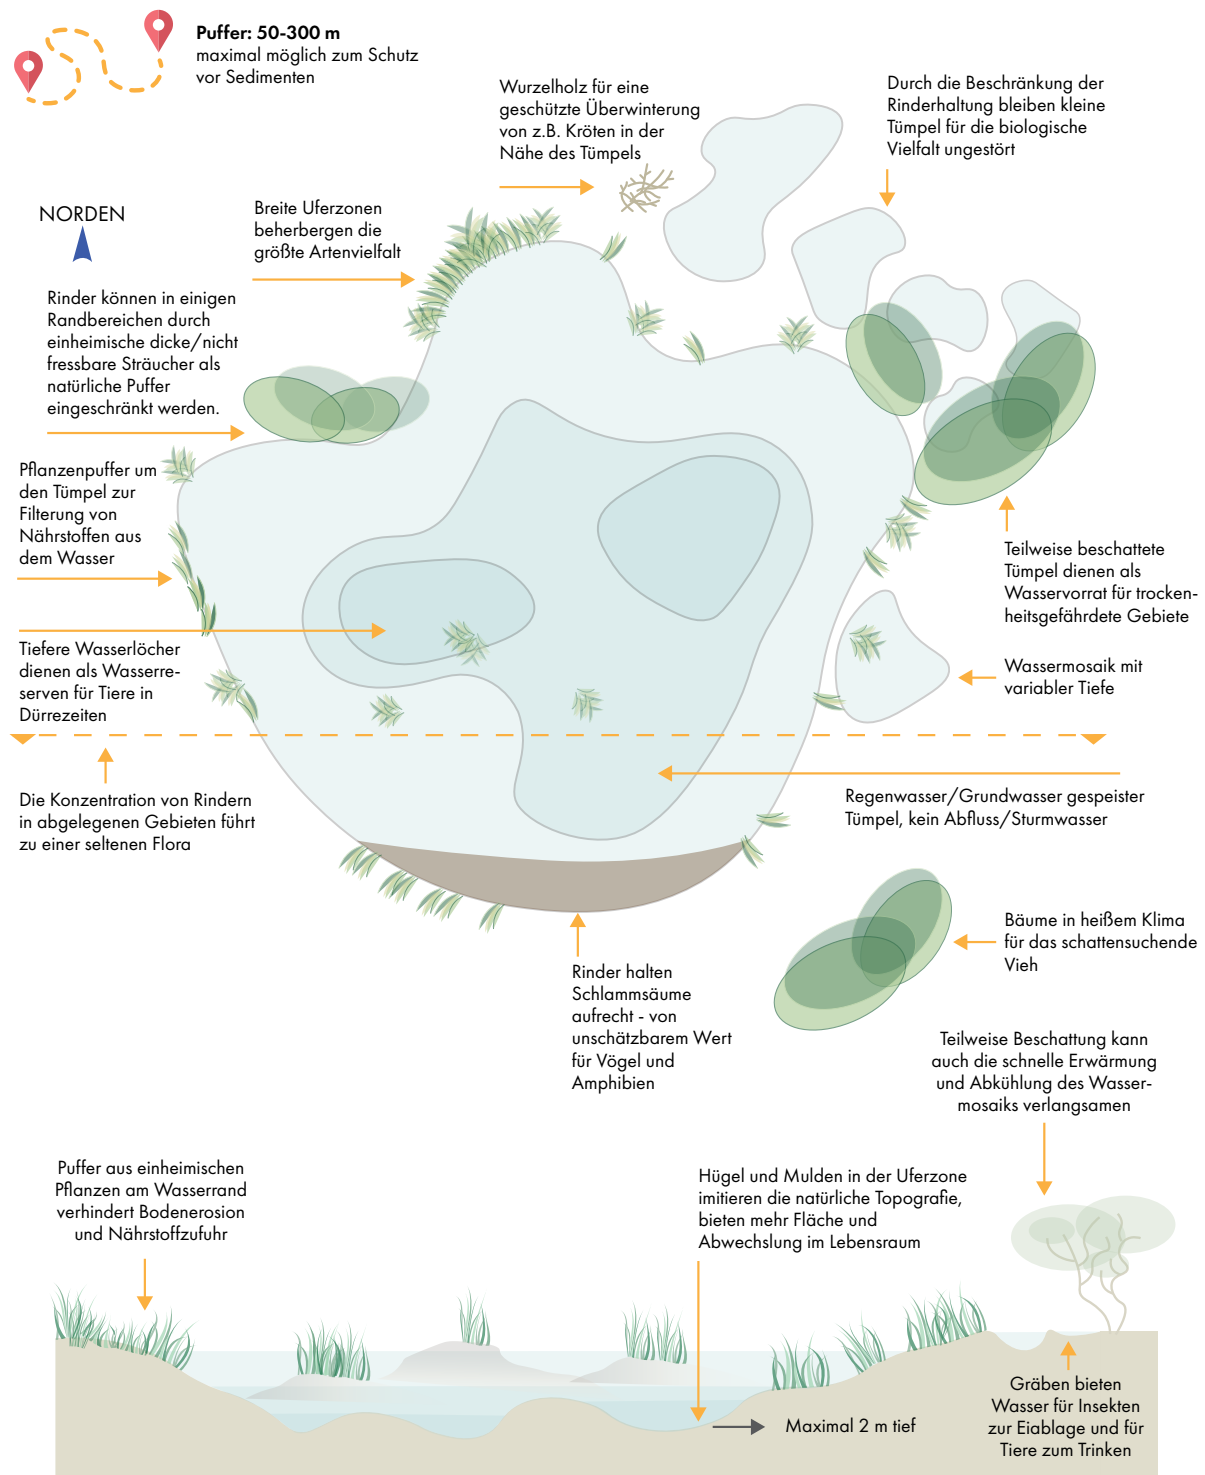 Puffer: 50-300 m
maximal möglich zum Schutz
vor Sedimenten
Wurzelholz für eine
geschützte Überwinterung
von z.B. Kröten in der
Nähe des Tümpels
Durch die Beschränkung der
Rinderhaltung bleiben kleine
Tümpel für die biologische
Vielfalt ungestört
NORDEN
Breite Uferzonen
beherbergen die
größte Artenvielfalt
Rinder können in einigen
Randbereichen durch
einheimische dicke/nicht
fressbare Sträucher als
natürliche Puffer
eingeschränkt werden.
Pflanzenpuffer um
den Tümpel zur
Filterung von
Nährstoffen aus
dem Wasser
Teilweise beschattete
Tümpel dienen als
Wasservorrat für trocken-
heitsgefährdete Gebiete
Tiefere Wasserlöcher
dienen als Wasserre-
serven für Tiere in
Dürrezeiten
Wassermosaik mit
variabler Tiefe
Die Konzentration von Rindern
in abgelegenen Gebieten führt
zu einer seltenen Flora
Regenwasser/Grundwasser gespeister
Tümpel, kein Abfluss/Sturmwasser
Bäume in heißem Klima
für das schattensuchende
Vieh
Rinder halten
Schlammsäume
aufrecht - von
unschätzbarem Wert
für Vögel und
Amphibien
Teilweise Beschattung kann
auch die schnelle Erwärmung
und Abkühlung des Wasser-
mosaiks verlangsamen
Puffer aus einheimischen
Pflanzen am Wasserrand
verhindert Bodenerosion
und Nährstoffzufuhr
Hügel und Mulden in der Uferzone
imitieren die natürliche Topografie,
bieten mehr Fläche und
Abwechslung im Lebensraum
Maximal 2 m tief
Gräben bieten
Wasser für Insekten
zur Eiablage und für
Tiere zum Trinken